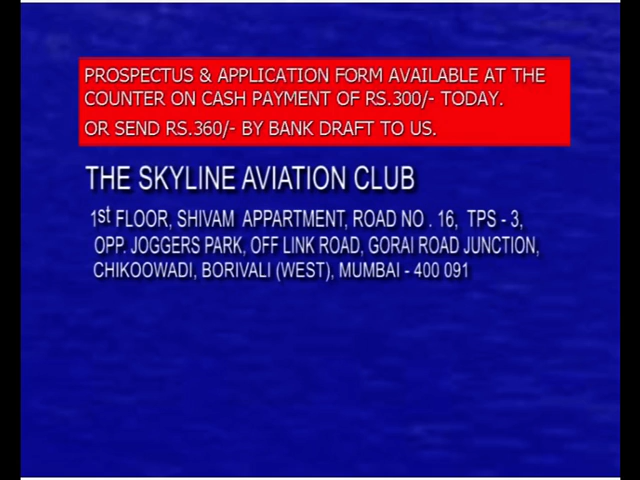 PROSPECTUS & APPLICATION FORM AVAILABLE AT THE
COUNTER ON CASH PAYMENT OF RS.300/- TODAY.
OR SEND RS.360/- BY BANK DRAFT TO US.
THE SKYLINE AVIATION CLUB
1st FLOOR, SHIVAM APPARTMENT, ROAD NO . 16, TPS - 3,
OPP. JOGGERS PARK, OFF LINK ROAD, GORAI ROAD JUNCTION,
CHIKOOWADI, BORIVALI (WEST), MUMBAI - 400 091